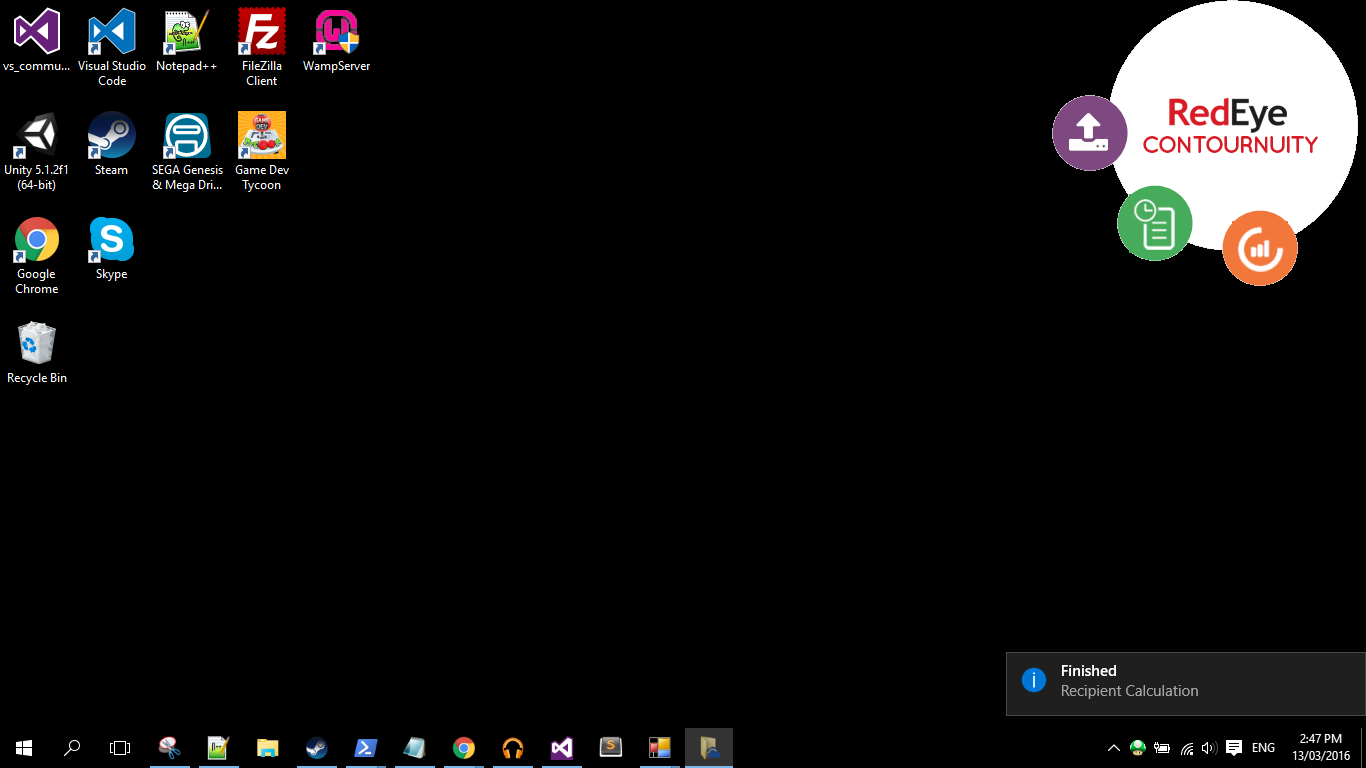 vs_commu...
Visual Studio
Code
Notepad++
FileZilla
Client
WampServer
Unity 5.1.2f1
(64-bit)
Steam
SEGA Genesis
& Mega Dri...
Game Dev
Tycoon
Google
Chrome
Skype
Recycle Bin
RedEye
CONTOURNUITY
Finished
Recipient Calculation
ENG
2:47 PM
13/03/2016